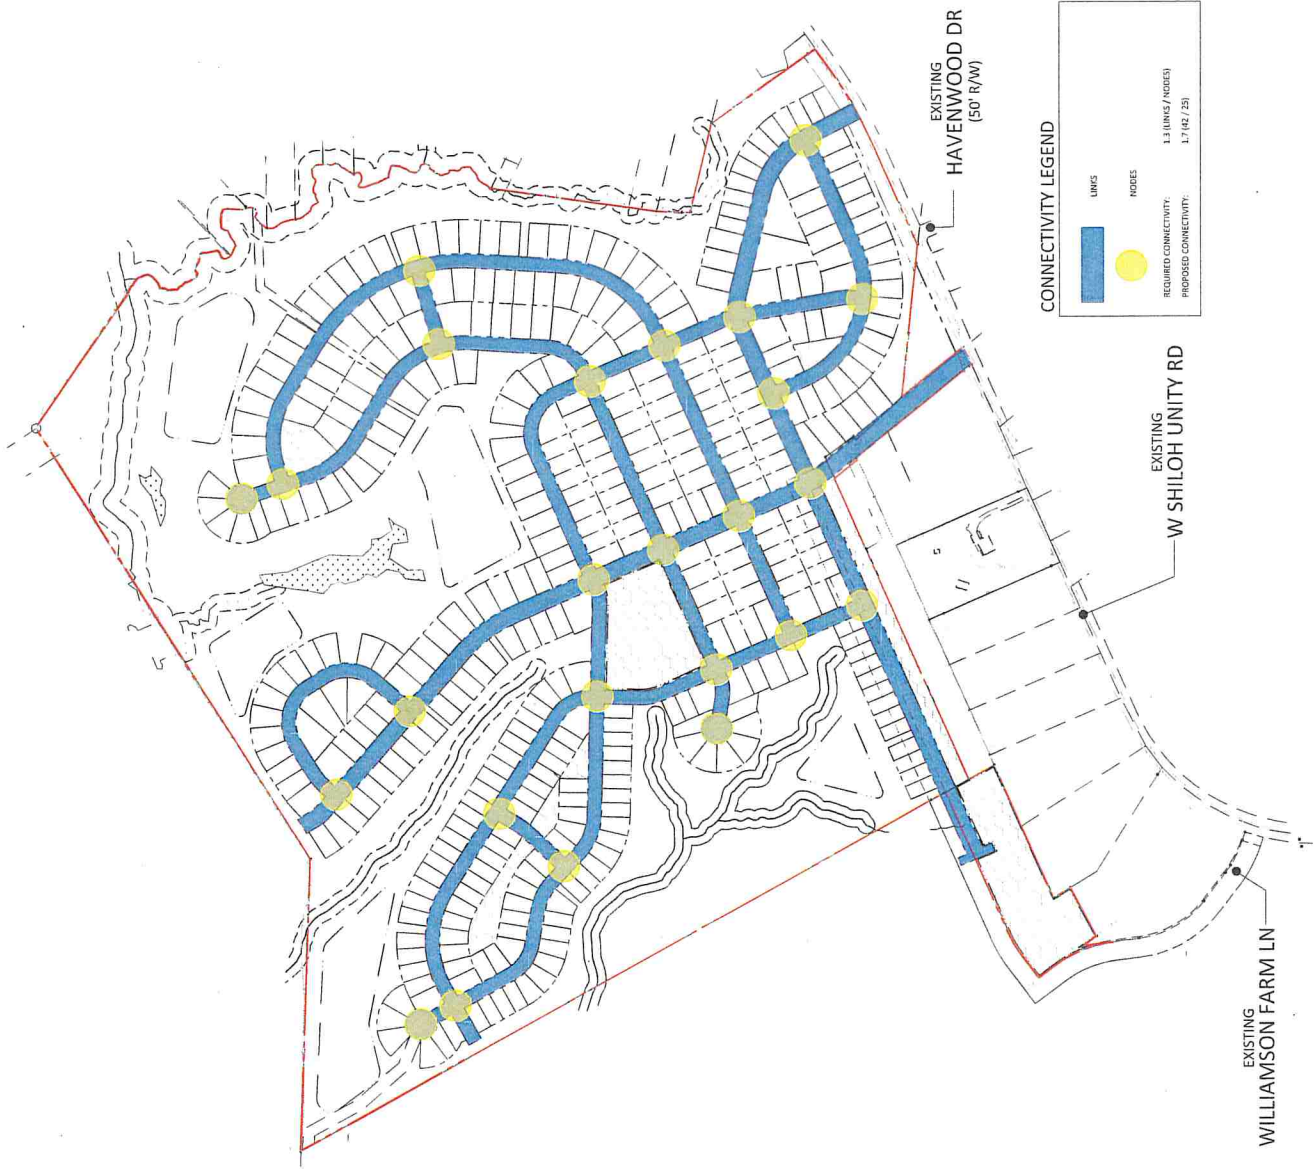 EXISTING
HAVENWOOD DR
(50' R/W)
CONNECTIVITY LEGEND
LINKS
NODES
REQUIRED CONNECTIVITY: 1.3 (LINKS / NODES)
PROPOSED CONNECTIVITY: 1.7 (42 / 25)
EXISTING
W SHILOH UNITY RD
EXISTING
WILLIAMSON FARM LN